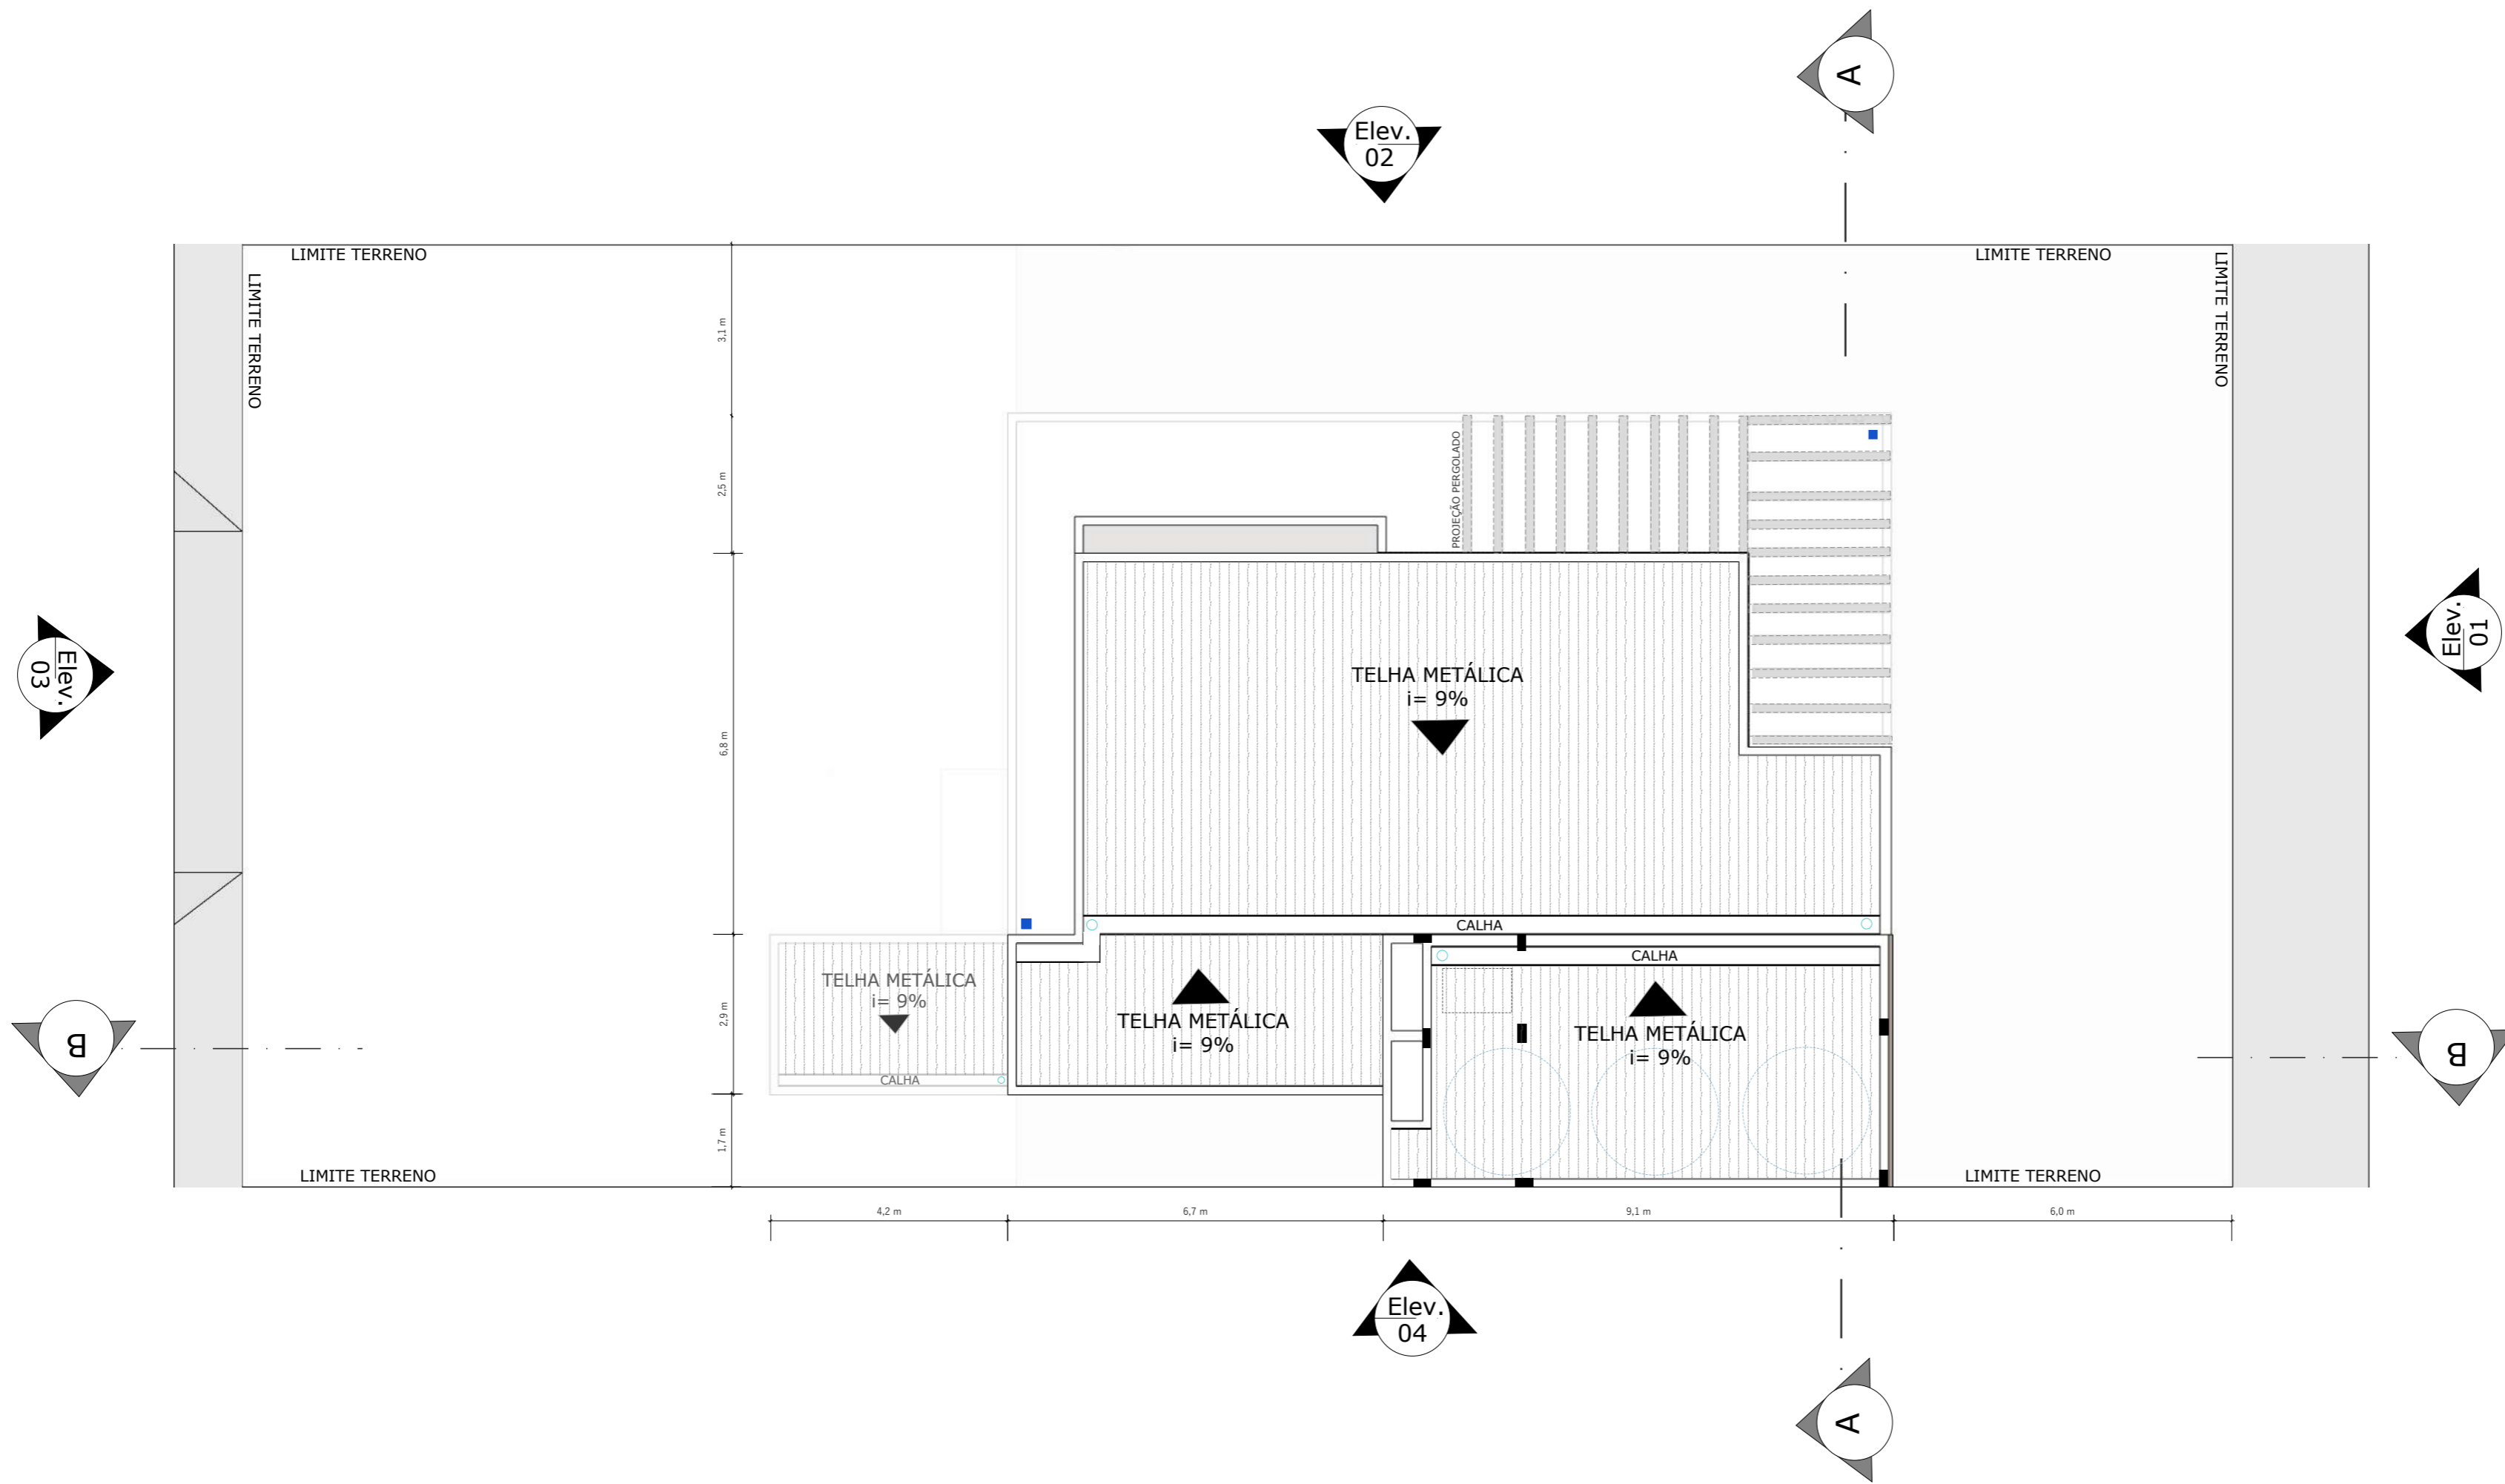 A
Elev.
02
LIMITE TERRENO
LIMITE TERRENO
LIMITE TERRENO
LIMITE TERRENO
3,1 m
2,5 m
PROJEÇÃO PERGOLADO
Elev.
03
Elev.
01
TELHA METÁLICA
i= 9%
6,8 m
CALHA
CALHA
TELHA METÁLICA
i= 9%
TELHA METÁLICA
i= 9%
TELHA METÁLICA
i= 9%
CALHA
2,9 m
B
B
1,7 m
LIMITE TERRENO
LIMITE TERRENO
4,2 m
6,7 m
9,1 m
6,0 m
Elev.
04
A